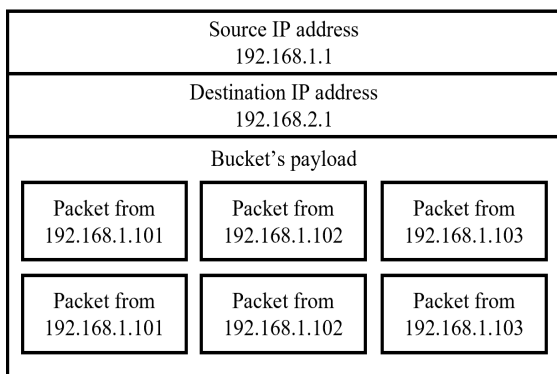 Source IP address
192.168.1.1
Destination IP address
192.168.2.1
Bucket's payload
Packet from
192.168.1.101
Packet from
192.168.1.102
Packet from
192.168.1.103
Packet from
192.168.1.101
Packet from
192.168.1.102
Packet from
192.168.1.103